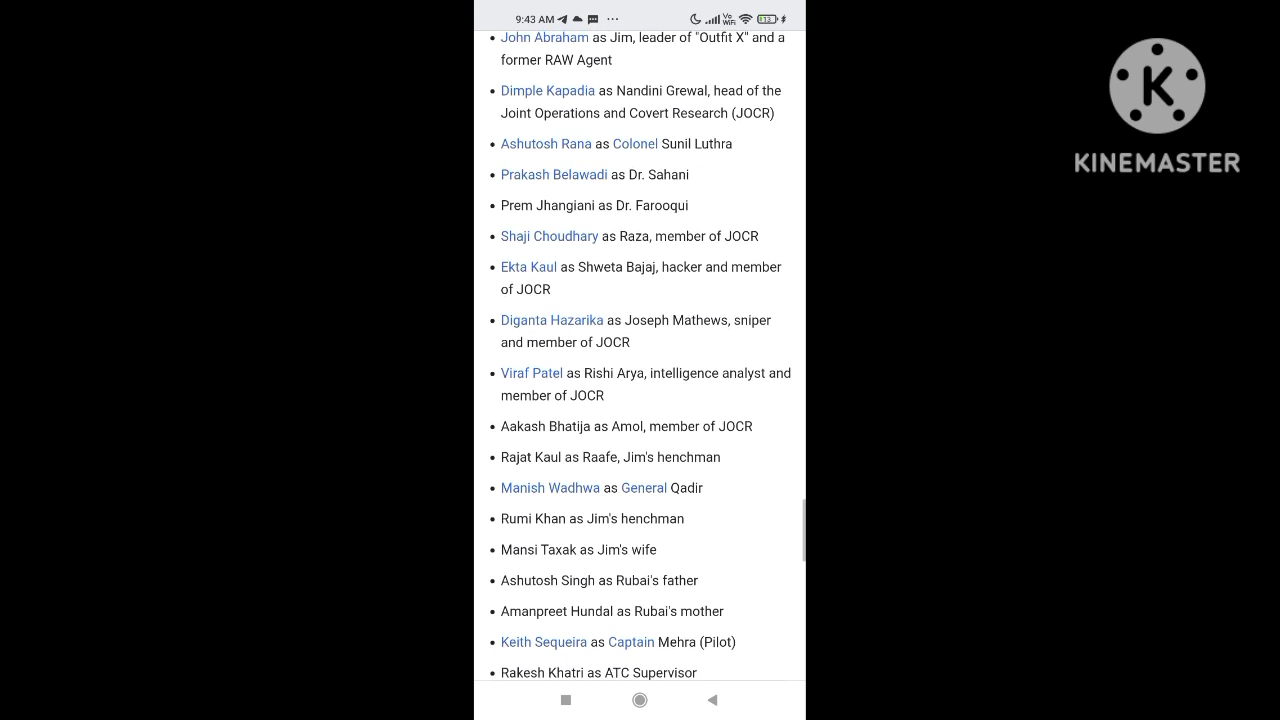 9:43 AM
Vo WiFi
13
John Abraham as Jim, leader of "Outfit X" and a
former RAW Agent
Dimple Kapadia as Nandini Grewal, head of the
Joint Operations and Covert Research (JOCR)
Ashutosh Rana as Colonel Sunil Luthra
Prakash Belawadi as Dr. Sahani
Prem Jhangiani as Dr. Farooqui
Shaji Choudhary as Raza, member of JOCR
Ekta Kaul as Shweta Bajaj, hacker and member
of JOCR
Diganta Hazarika as Joseph Mathews, sniper
and member of JOCR
Viraf Patel as Rishi Arya, intelligence analyst and
member of JOCR
Aakash Bhatija as Amol, member of JOCR
Rajat Kaul as Raafe, Jim's henchman
Manish Wadhwa as General Qadir
Rumi Khan as Jim's henchman
Mansi Taxak as Jim's wife
Ashutosh Singh as Rubai's father
Amanpreet Hundal as Rubai's mother
Keith Sequeira as Captain Mehra (Pilot)
Rakesh Khatri as ATC Supervisor
K
KINEMASTER